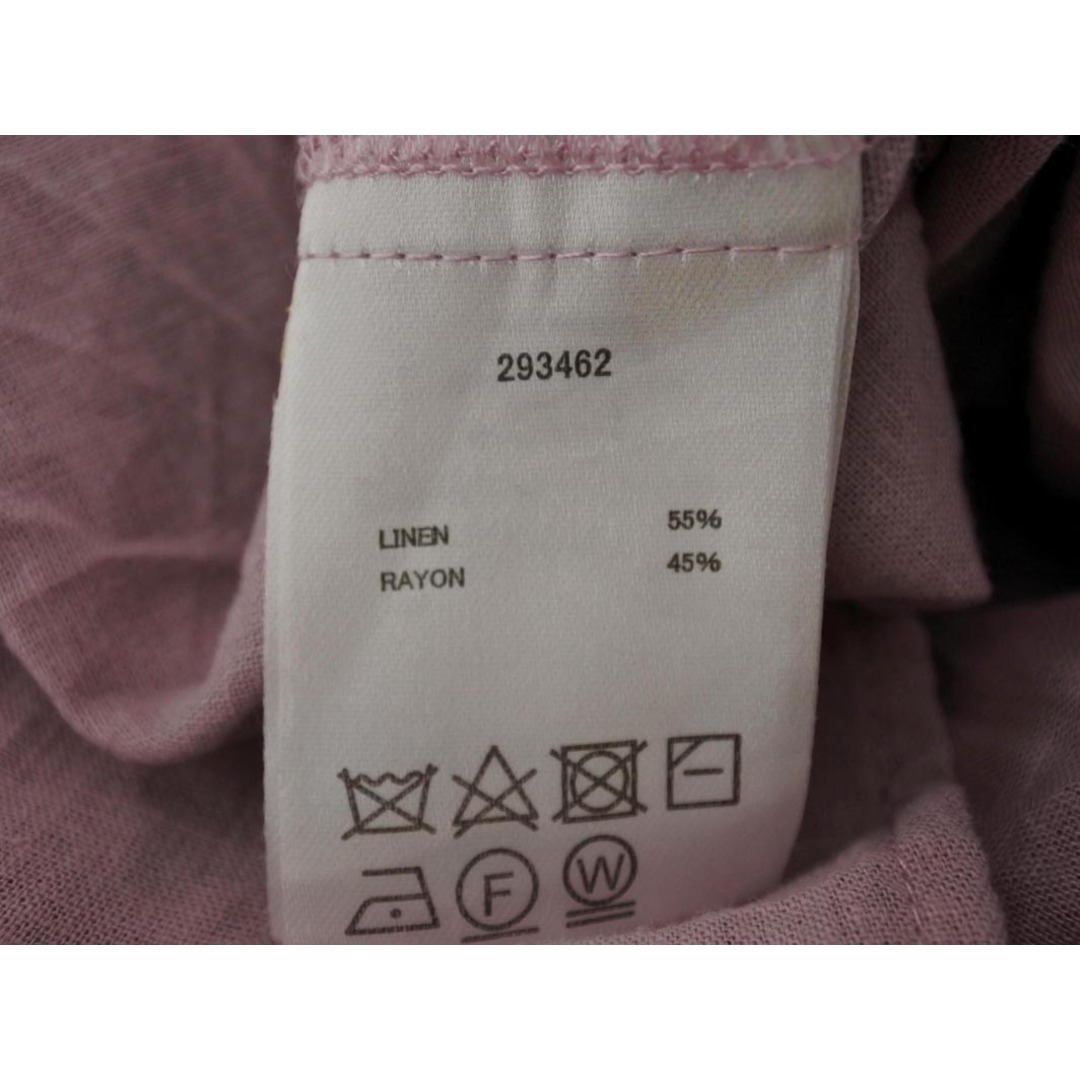 293462
LINEN 55%
RAYON 45%
F W